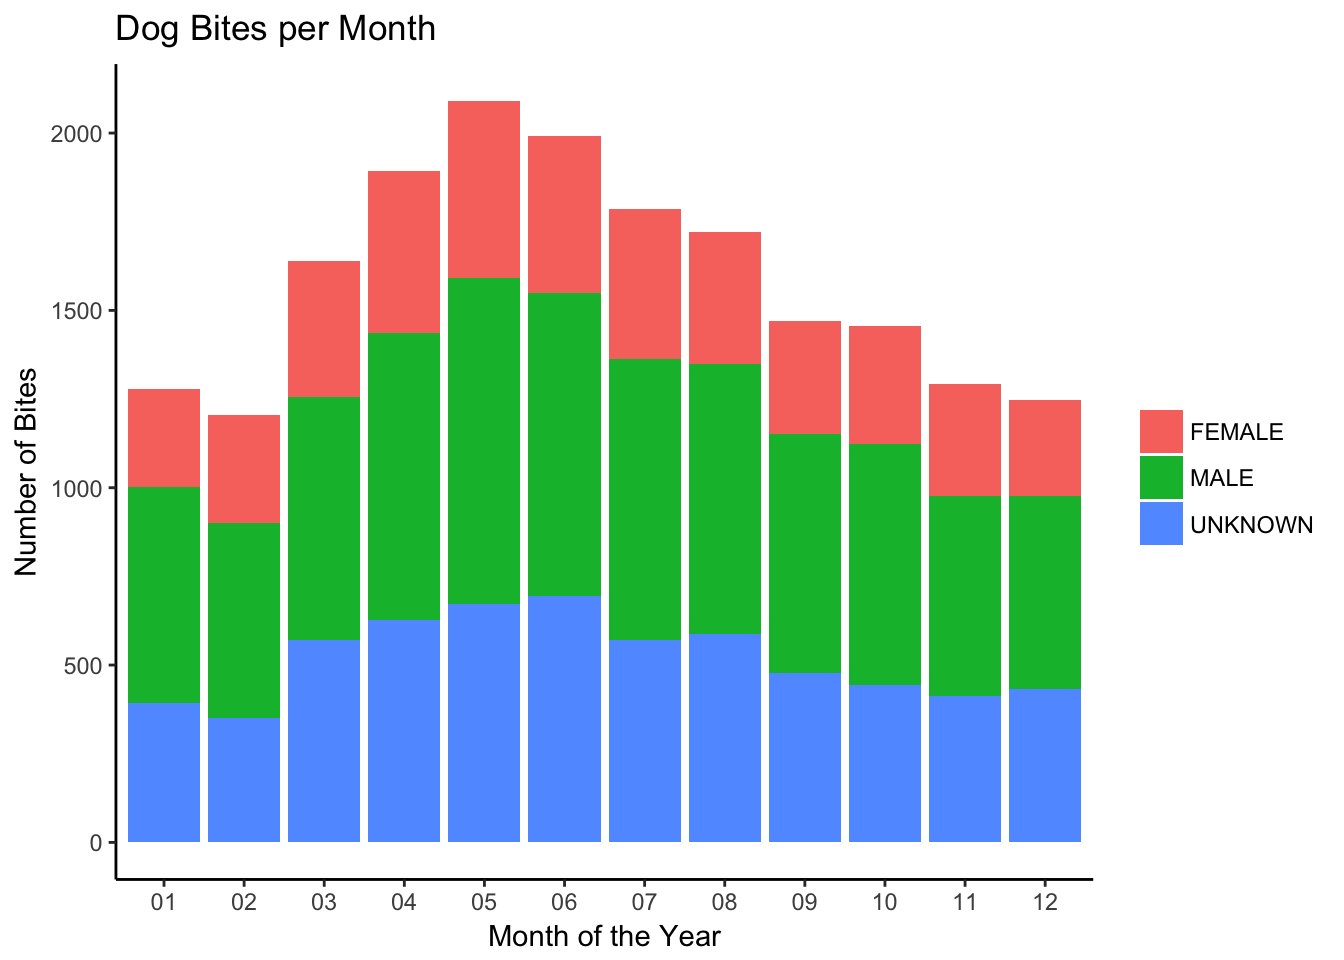 Dog Bites per Month
Number of Bites
2000
1500
1000
500
0
01 02 03 04 05 06 07 08 09 10 11 12
Month of the Year
FEMALE
MALE
UNKNOWN